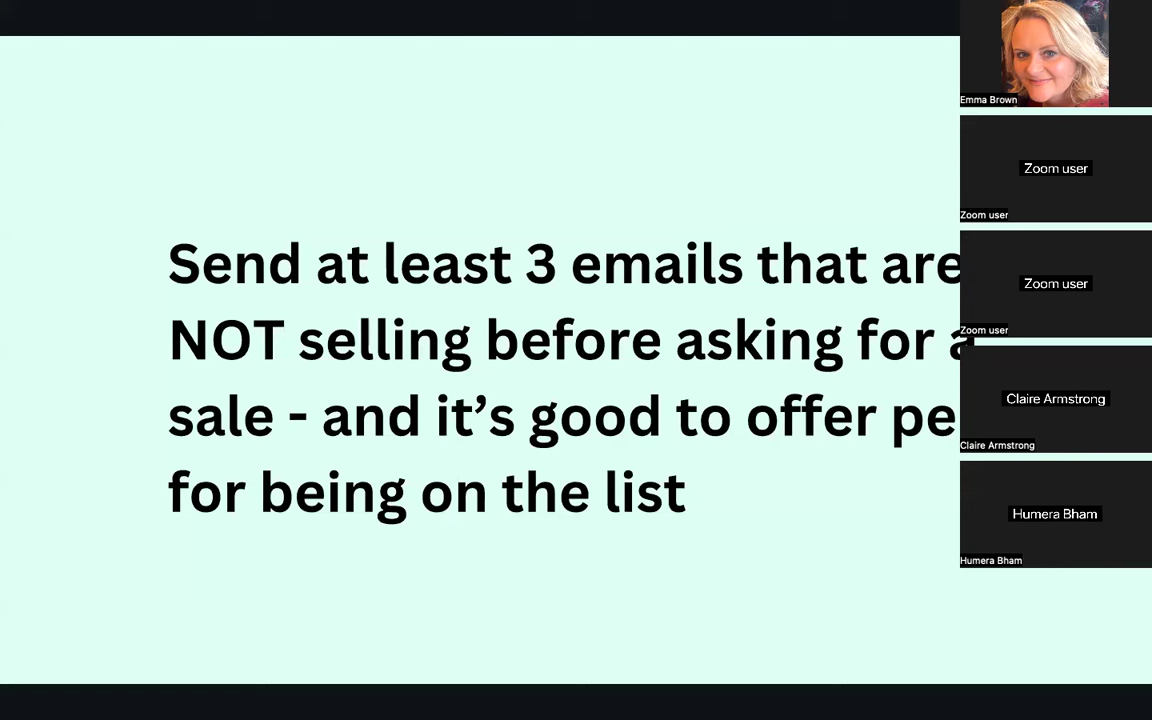 Send at least 3 emails that are
NOT selling before asking for a
sale - and it's good to offer
for being on the list
Emma Brown
Zoom user
Zoom user
Zoom user
Zoom user
Claire Armstrong
Claire Armstrong
Humera Bham
Humera Bham